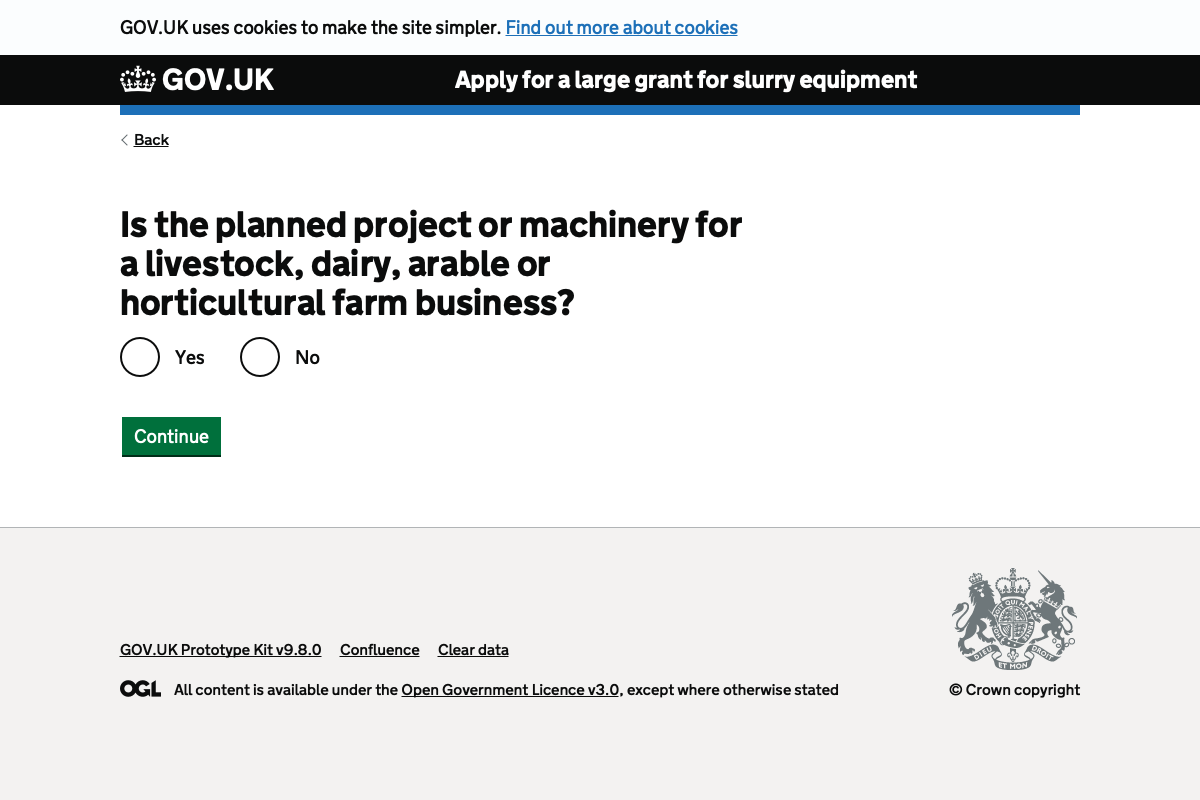 GOV.UK uses cookies to make the site simpler. Find out more about cookies
GOV.UK Apply for a large grant for slurry equipment
Back
Is the planned project or machinery for
a livestock, dairy, arable or
horticultural farm business?
Yes No
Continue
GOV.UK Prototype Kit v9.8.0 Confluence Clear data
OGL All content is available under the Open Government Licence v3.0, except where otherwise stated
© Crown copyright
DIEU ET MON DROIT